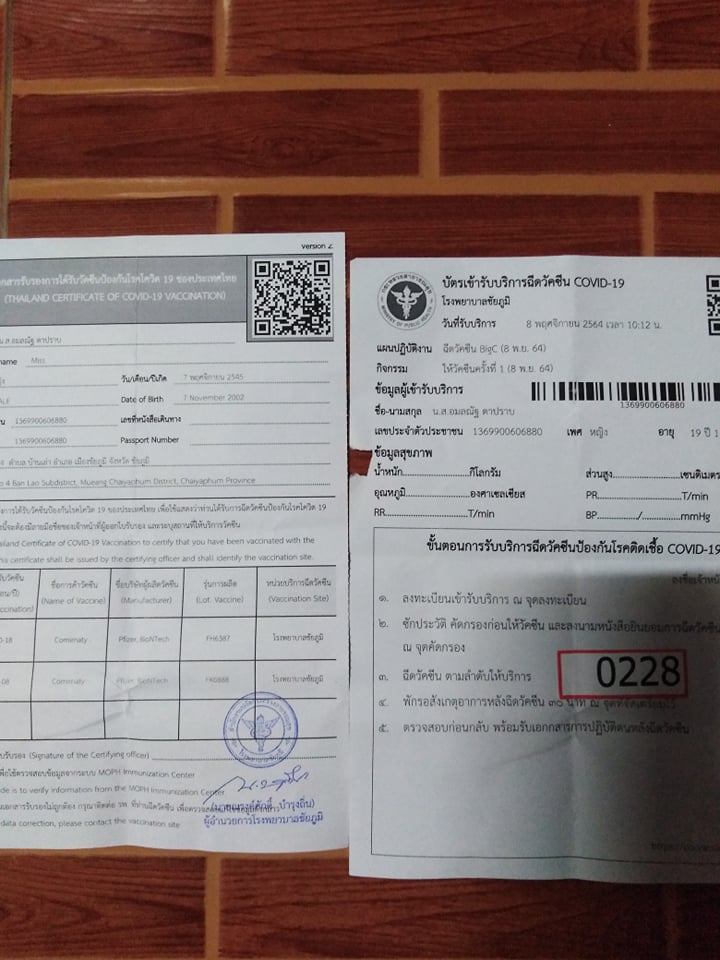 version 2
เอกสารรับรองการได้รับวัคซีนป้องกันโรคโควิด 19 ของประเทศไทย
(THAILAND CERTIFICATE OF COVID-19 VACCINATION)
น.ส.อมลณัฐ ตาปราบ
name Miss
วัน/เดือน/ปีเกิด 7 พฤศจิกายน 2545
ALE Date of Birth 7 November 2002
1369900606880 เลขที่หนังสือเดินทาง
1369900606880 Passport Number
ตำบล บ้านเล่า อำเภอ เมืองชัยภูมิ จังหวัด ชัยภูมิ
4 Ban Lao Subdistrict, Mueang Chaiyaphum District, Chaiyaphum Province
งการได้รับวัคซีนป้องกันโรคโควิด 19 ของประเทศไทย เพื่อใช้แสดงว่าท่านได้รับการฉีดวัคซีนป้องกันโรคโควิด 19
นี้จะต้องมีลายมือชื่อของเจ้าหน้าที่ผู้ออกใบรับรอง และระบุสถานที่ให้บริการวัคซีน
ailand Certificate of COVID-19 Vaccination to certify that you have been vaccinated with the
na certificate shall be issued by the certifying officer and shall identify the vaccination site.
ชื่อการค้าวัคซีน ชื่อบริษัทผู้ผลิตวัคซีน รุ่นการผลิต หน่วยบริการฉีดวัคซีน
(Name of Vaccine) (Manufacturer) (Lot. Vaccine) (Vaccination Site)
0-18 Comirnaty Pfizer, BioNTech FH6387 โรงพยาบาลชัยภูมิ
-08 Comirnaty Pfizer, BioNTech FK0888 โรงพยาบาลชัยภูมิ
บรับรอง (Signature of the Certifying officer)
เพื่อใช้ตรวจสอบข้อมูลจากระบบ MOPH Immunization Center
de is to verify information from the MOPH Immunization Center
อกสารรับรองไม่ถูกต้อง กรุณาติดต่อ รพ. ที่ท่านฉีดวัคซีน เพื่อตรวจสอบ
data correction, please contact the vaccination site
บำรุงถิ่น)
ผู้อำนวยการโรงพยาบาลชัยภูมิ
บัตรเข้ารับบริการฉีดวัคซีน COVID-19
โรงพยาบาลชัยภูมิ
วันที่รับบริการ 8 พฤศจิกายน 2564 เวลา 10:12 น.
แผนปฏิบัติงาน ฉีดวัคซีน BigC (8 พ.ย. 64)
กิจกรรม ให้วัคซีนครั้งที่ 1 (8 พ.ย. 64)
ข้อมูลผู้เข้ารับบริการ
1369900606880
ชื่อ-นามสกุล น.ส.อมลณัฐ ตาปราบ
เลขประจำตัวประชาชน 1369900606880 เพศ หญิง อายุ 19 ปี 1
ข้อมูลสุขภาพ
น้ำหนัก....................กิโลกรัม ส่วนสูง....................เซนติเมตร
อุณหภูมิ....................องศาเซลเซียส PR....................T/min
RR....................T/min BP........../..........mmHg
ขั้นตอนการรับบริการฉีดวัคซีนป้องกันโรคติดเชื้อ COVID-19
ลงชื่อเจ้าหน้า
๑. ลงทะเบียนเข้ารับบริการ ณ จุดลงทะเบียน
๒. ซักประวัติ คัดกรองก่อนให้วัคซีน และลงนามหนังสือยินยอมการฉีดวัคซีน
ณ จุดคัดกรอง
๓. ฉีดวัคซีน ตามลำดับให้บริการ 0228
๔. พักรอสังเกตุอาการหลังฉีดวัคซีน ๓๐ นาที ณ จุดที่จัดเตรียมไว้
๕. ตรวจสอบก่อนกลับ พร้อมรับเอกสารการปฏิบัติตนหลังฉีดวัคซีน